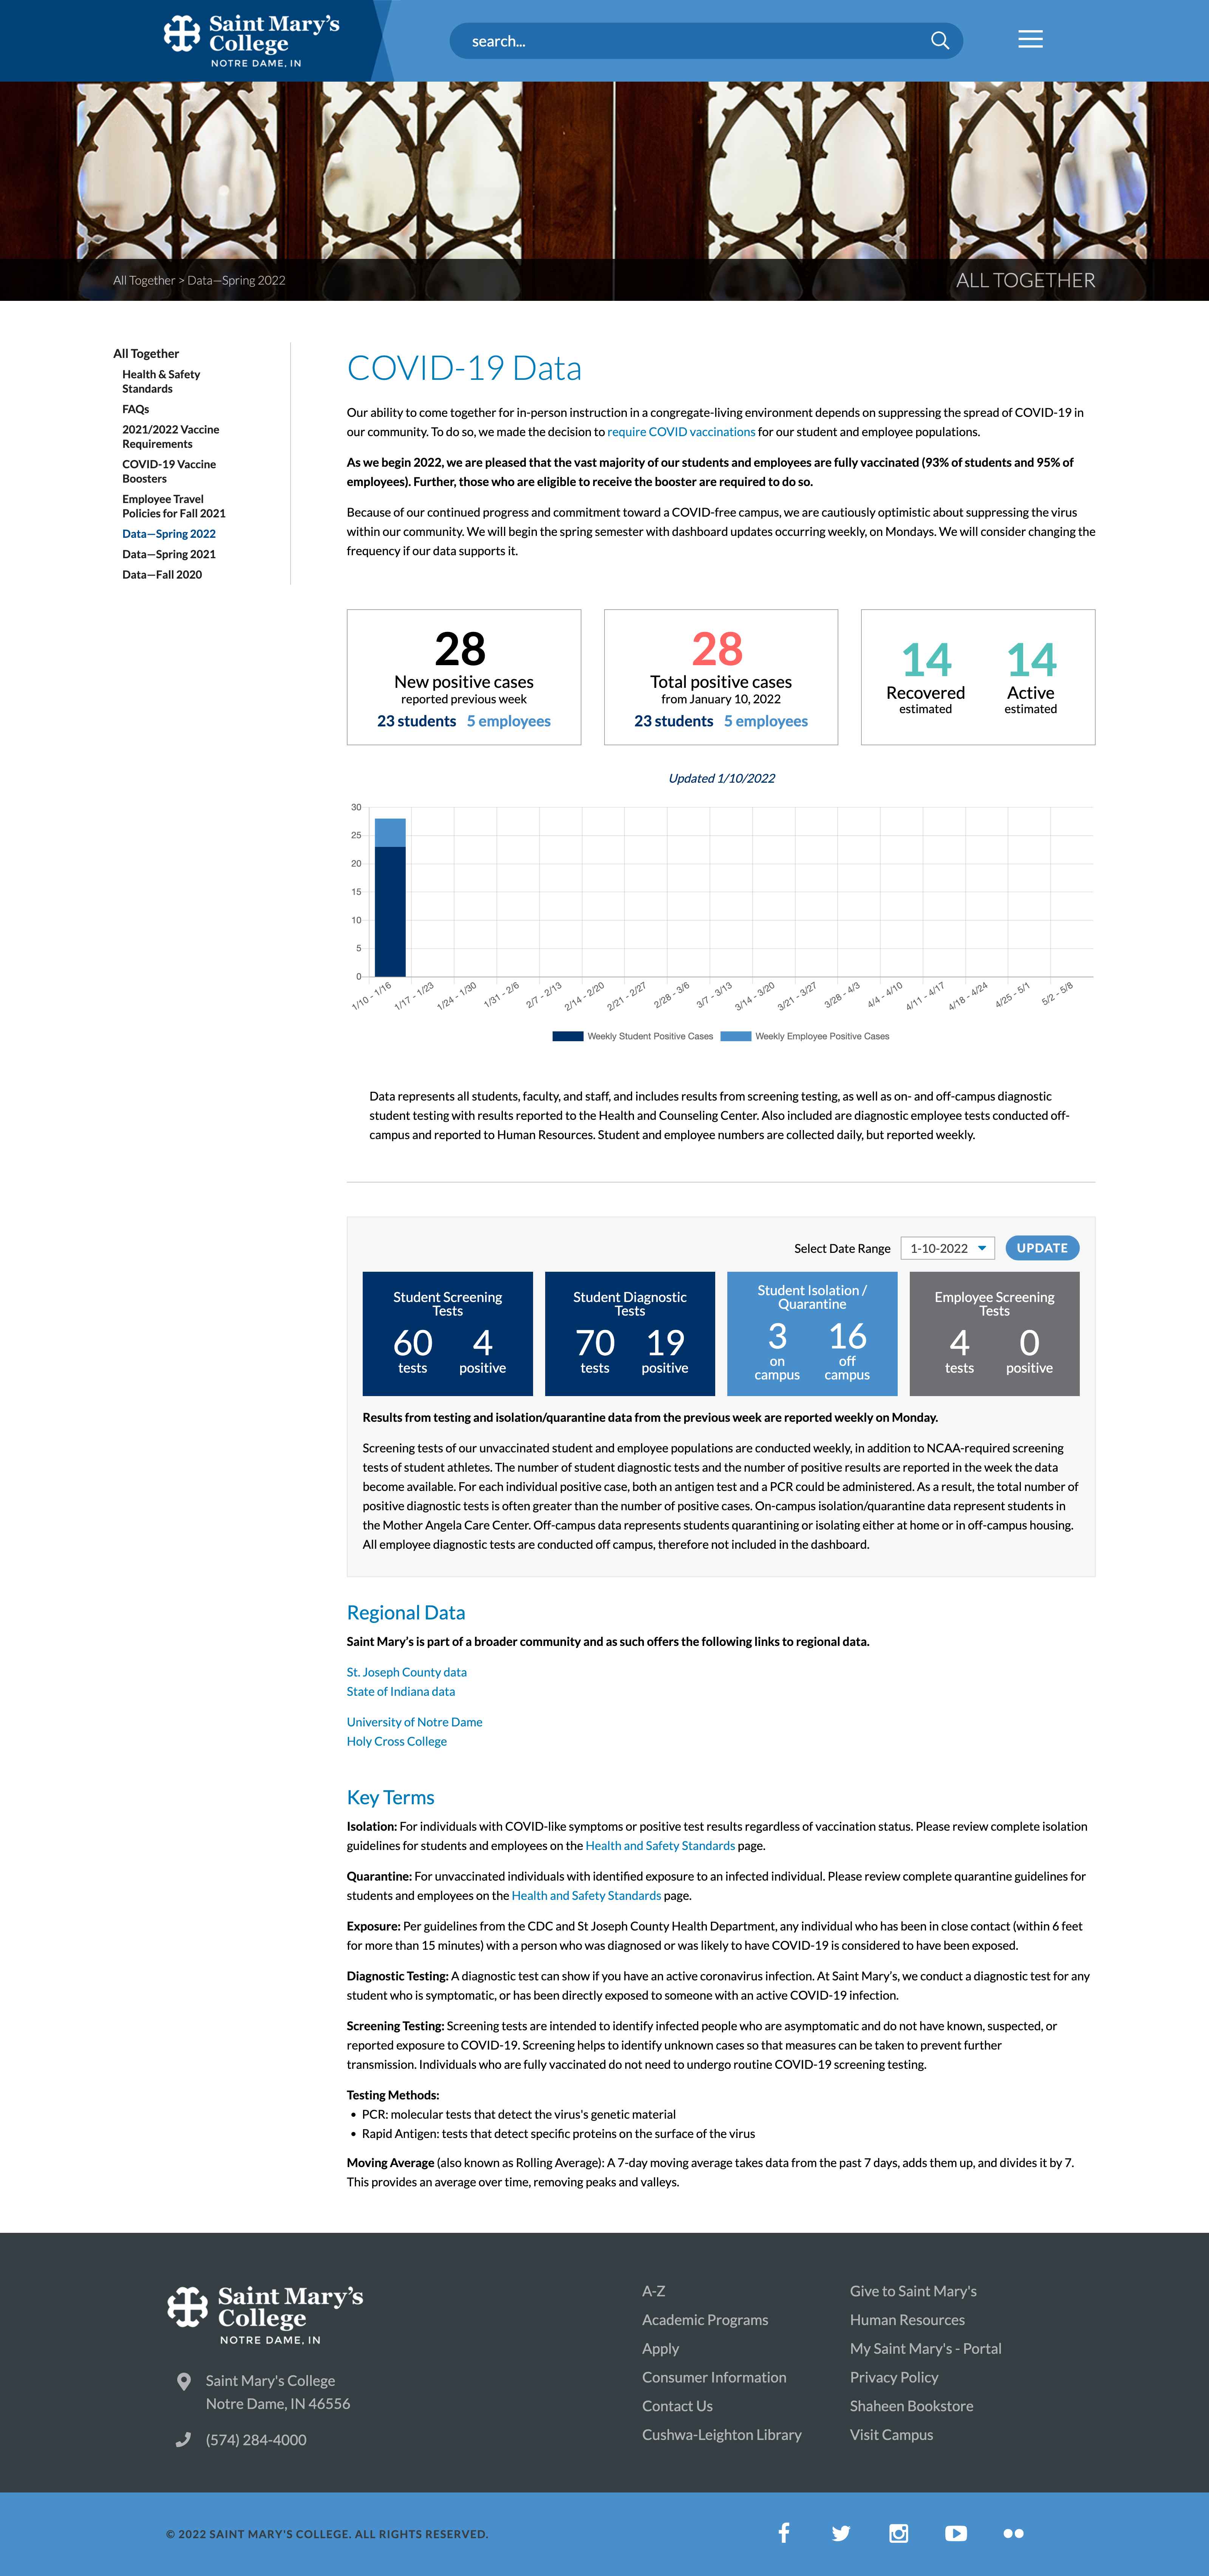 Saint Mary's
College
NOTRE DAME, IN
search...
All Together > Data—Spring 2022
ALL TOGETHER
All Together
Health & Safety
Standards
FAQs
2021/2022 Vaccine
Requirements
COVID-19 Vaccine
Boosters
Employee Travel
Policies for Fall 2021
Data—Spring 2022
Data—Spring 2021
Data—Fall 2020
COVID-19 Data
Our ability to come together for in-person instruction in a congregate-living environment depends on suppressing the spread of COVID-19 in
our community. To do so, we made the decision to require COVID vaccinations for our student and employee populations.
As we begin 2022, we are pleased that the vast majority of our students and employees are fully vaccinated (93% of students and 95% of
employees). Further, those who are eligible to receive the booster are required to do so.
Because of our continued progress and commitment toward a COVID-free campus, we are cautiously optimistic about suppressing the virus
within our community. We will begin the spring semester with dashboard updates occurring weekly, on Mondays. We will consider changing the
frequency if our data supports it.
28
New positive cases
reported previous week
23 students 5 employees
28
Total positive cases
from January 10, 2022
23 students 5 employees
14 14
Recovered Active
estimated estimated
Updated 1/10/2022
30
25
20
15
10
5
0
1/10 - 1/16 1/17 - 1/23 1/24 - 1/30 1/31 - 2/6 2/7 - 2/13 2/14 - 2/20 2/21 - 2/27 2/28 - 3/6 3/7 - 3/13 3/14 - 3/20 3/21 - 3/27 3/28 - 4/3 4/4 - 4/10 4/11 - 4/17 4/18 - 4/24 4/25 - 5/1 5/2 - 5/8
Weekly Student Positive Cases Weekly Employee Positive Cases
Data represents all students, faculty, and staff, and includes results from screening testing, as well as on- and off-campus diagnostic
student testing with results reported to the Health and Counseling Center. Also included are diagnostic employee tests conducted off-
campus and reported to Human Resources. Student and employee numbers are collected daily, but reported weekly.
Select Date Range 1-10-2022 UPDATE
Student Screening
Tests
60 4
tests positive
Student Diagnostic
Tests
70 19
tests positive
Student Isolation /
Quarantine
3 16
on off
campus campus
Employee Screening
Tests
4 0
tests positive
Results from testing and isolation/quarantine data from the previous week are reported weekly on Monday.
Screening tests of our unvaccinated student and employee populations are conducted weekly, in addition to NCAA-required screening
tests of student athletes. The number of student diagnostic tests and the number of positive results are reported in the week the data
become available. For each individual positive case, both an antigen test and a PCR could be administered. As a result, the total number of
positive diagnostic tests is often greater than the number of positive cases. On-campus isolation/quarantine data represent students in
the Mother Angela Care Center. Off-campus data represents students quarantining or isolating either at home or in off-campus housing.
All employee diagnostic tests are conducted off campus, therefore not included in the dashboard.
Regional Data
Saint Mary's is part of a broader community and as such offers the following links to regional data.
St. Joseph County data
State of Indiana data
University of Notre Dame
Holy Cross College
Key Terms
Isolation: For individuals with COVID-like symptoms or positive test results regardless of vaccination status. Please review complete isolation
guidelines for students and employees on the Health and Safety Standards page.
Quarantine: For unvaccinated individuals with identified exposure to an infected individual. Please review complete quarantine guidelines for
students and employees on the Health and Safety Standards page.
Exposure: Per guidelines from the CDC and St Joseph County Health Department, any individual who has been in close contact (within 6 feet
for more than 15 minutes) with a person who was diagnosed or was likely to have COVID-19 is considered to have been exposed.
Diagnostic Testing: A diagnostic test can show if you have an active coronavirus infection. At Saint Mary's, we conduct a diagnostic test for any
student who is symptomatic, or has been directly exposed to someone with an active COVID-19 infection.
Screening Testing: Screening tests are intended to identify infected people who are asymptomatic and do not have known, suspected, or
reported exposure to COVID-19. Screening helps to identify unknown cases so that measures can be taken to prevent further
transmission. Individuals who are fully vaccinated do not need to undergo routine COVID-19 screening testing.
Testing Methods:
• PCR: molecular tests that detect the virus's genetic material
• Rapid Antigen: tests that detect specific proteins on the surface of the virus
Moving Average (also known as Rolling Average): A 7-day moving average takes data from the past 7 days, adds them up, and divides it by 7.
This provides an average over time, removing peaks and valleys.
Saint Mary's
College
NOTRE DAME, IN
Saint Mary's College
Notre Dame, IN 46556
(574) 284-4000
A-Z
Academic Programs
Apply
Consumer Information
Contact Us
Cushwa-Leighton Library
Give to Saint Mary's
Human Resources
My Saint Mary's - Portal
Privacy Policy
Shaheen Bookstore
Visit Campus
© 2022 SAINT MARY'S COLLEGE. ALL RIGHTS RESERVED.